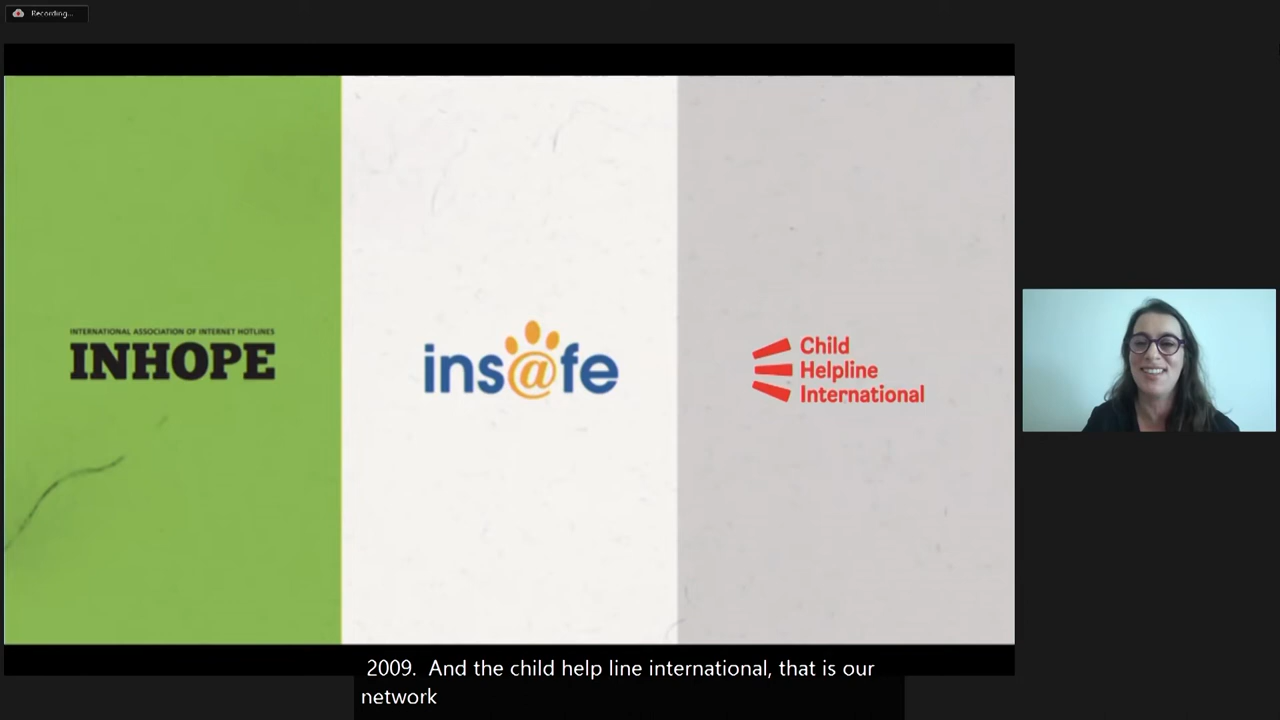 Recording...
INTERNATIONAL ASSOCIATION OF INTERNET HOTLINES
INHOPE
ins@fe
Child
Helpline
International
2009.  And the child help line international, that is our
network